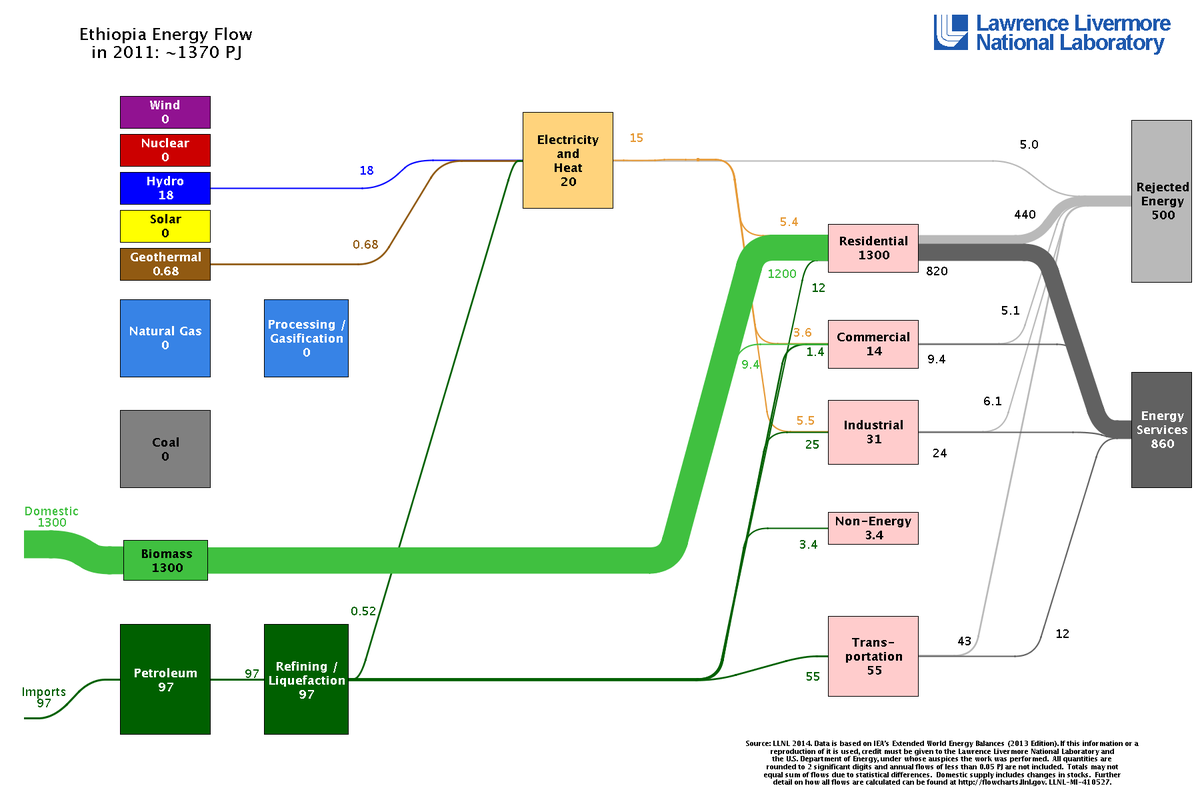 Ethiopia Energy Flow
in 2011: ~1370 PJ
Lawrence Livermore
National Laboratory
Wind
0
Nuclear
0
Hydro
18
Solar
0
Geothermal
0.68
Natural Gas
0
Processing /
Gasification
0
Coal
0
Domestic
1300
Biomass
1300
Imports
97
Petroleum
97
97
Refining /
Liquefaction
97
18
0.68
0.52
Electricity
and
Heat
20
15
5.4
1200
12
3.6
1.4
9.4
5.5
25
3.4
55
Residential
1300
Commercial
14
Industrial
31
Non-Energy
3.4
Trans-
portation
55
5.0
440
820
5.1
9.4
6.1
24
43
12
Rejected
Energy
500
Energy
Services
860
Source: LLNL 2014. Data is based on IEA's Extended World Energy Balances (2013 Edition). If this information or a
reproduction of it is used, credit must be given to the Lawrence Livermore National Laboratory and
the U.S. Department of Energy, under whose auspices the work was performed. All quantities are
rounded to 2 significant digits and annual flows of less than 0.05 PJ are not included. Totals may not
equal sum of flows due to statistical differences. Domestic supply includes changes in stocks. Further
detail on how all flows are calculated can be found at http://flowcharts.llnl.gov. LLNL-MI-410527.